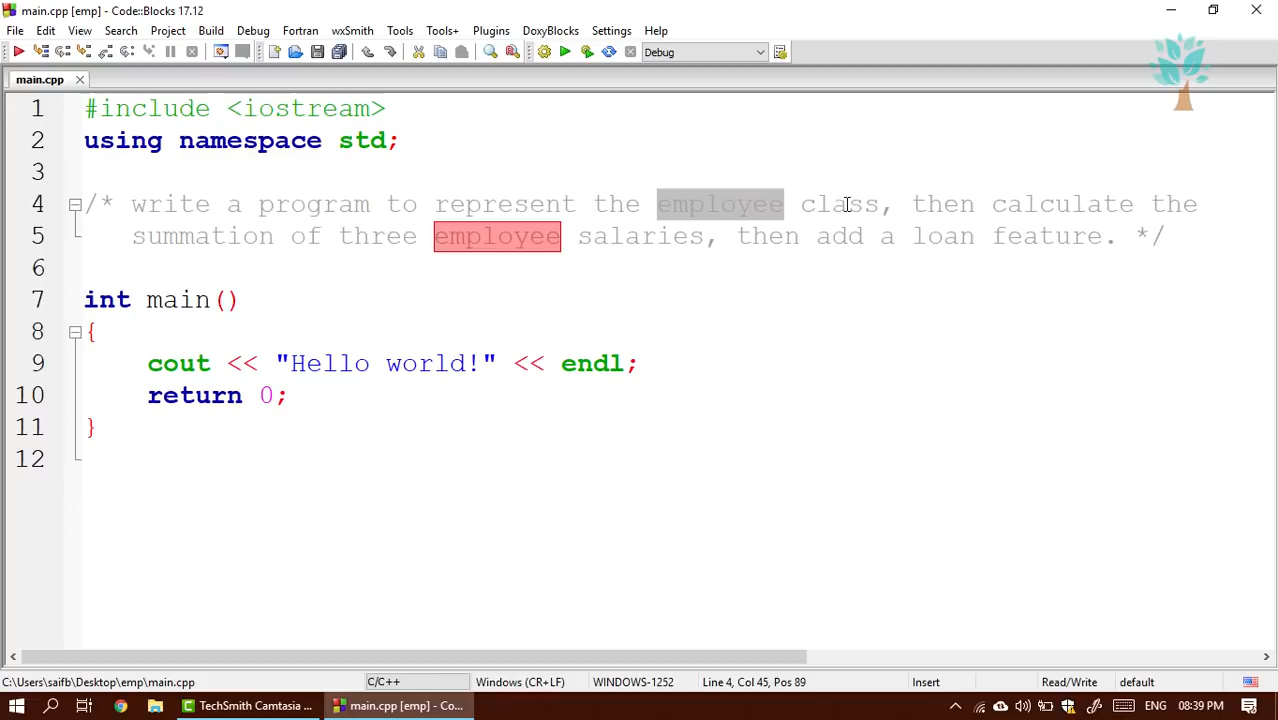 main.cpp [emp] - Code::Blocks 17.12
File Edit View Search Project Build Debug Fortran wxSmith Tools Tools+ Plugins DoxyBlocks Settings Help
Debug
main.cpp
1 #include <iostream>
2 using namespace std;
3
4 /* write a program to represent the employee class, then calculate the
5 summation of three employee salaries, then add a loan feature. */
6
7 int main()
8 {
9 cout << "Hello world!" << endl;
10 return 0;
11 }
12
C:\Users\saifb\Desktop\emp\main.cpp C/C++ Windows (CR+LF) WINDOWS-1252 Line 4, Col 45, Pos 89 Insert Read/Write default
TechSmith Camtasia ... main.cpp [emp] - Co... ENG 08:39 PM